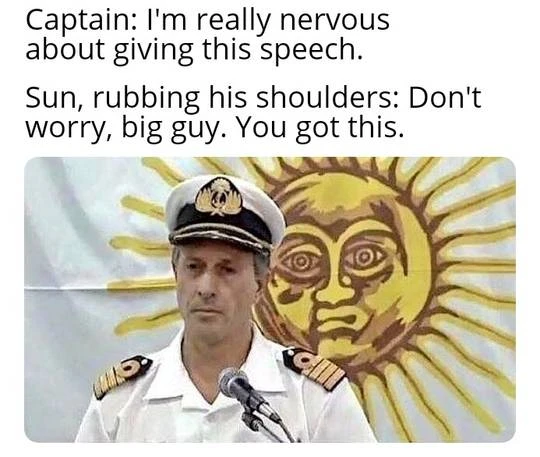 Captain: I'm really nervous
about giving this speech.
Sun, rubbing his shoulders: Don't
worry, big guy. You got this.